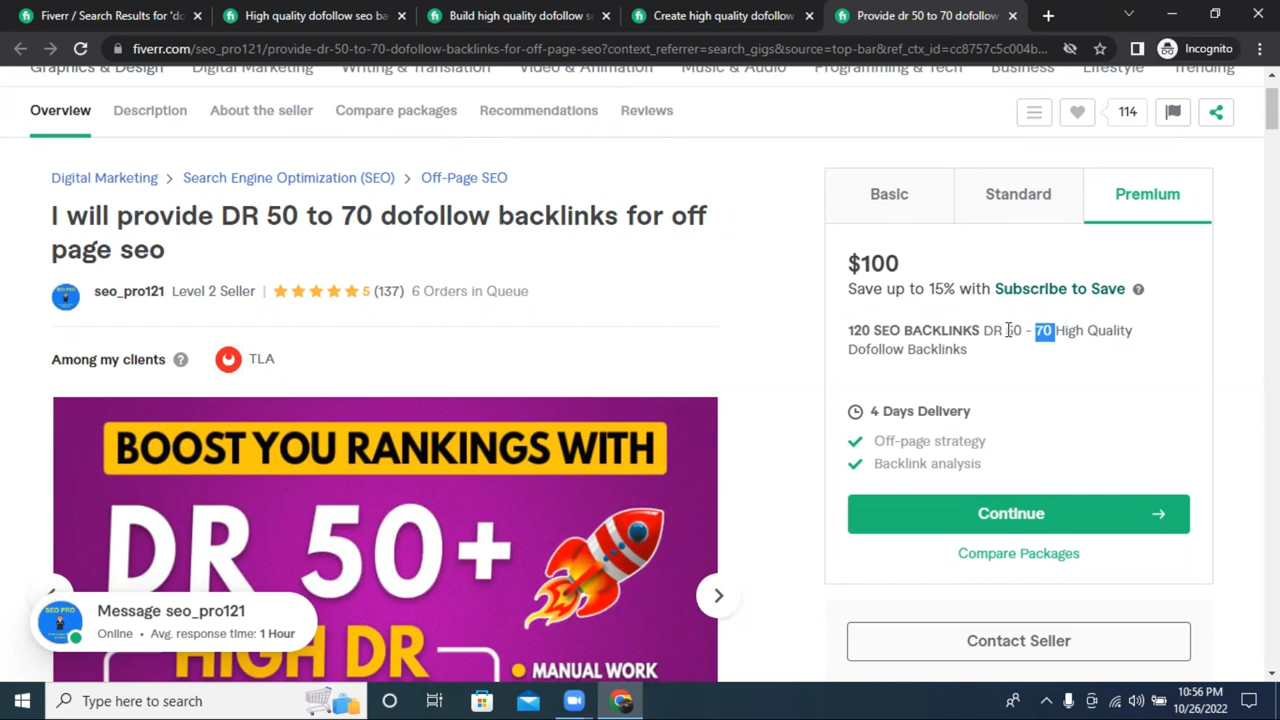 Fiverr / Search Results for 'do
High quality dofollow seo ba
Build high quality dofollow s
Create high quality dofollow
Provide dr 50 to 70 dofollow
fiverr.com/seo_pro121/provide-dr-50-to-70-dofollow-backlinks-for-off-page-seo?context_referrer=search_gigs&source=top-bar&ref_ctx_id=cc8757c5c004b...
Incognito
Graphics & Design
Digital Marketing
Writing & Translation
Video & Animation
Music & Audio
Programming & Tech
Business
Lifestyle
Trending
Overview
Description
About the seller
Compare packages
Recommendations
Reviews
114
Digital Marketing > Search Engine Optimization (SEO) > Off-Page SEO
I will provide DR 50 to 70 dofollow backlinks for off
page seo
seo_pro121 Level 2 Seller | 5 (137) 6 Orders in Queue
Among my clients ? TLA
BOOST YOU RANKINGS WITH
DR 50+
HIGH DR
MANUAL WORK
SEO PRO
Message seo_pro121
Online • Avg. response time: 1 Hour
Basic
Standard
Premium
$100
Save up to 15% with Subscribe to Save ?
120 SEO BACKLINKS DR 50 - 70 High Quality
Dofollow Backlinks
4 Days Delivery
Off-page strategy
Backlink analysis
Continue
Compare Packages
Contact Seller
Type here to search
10:56 PM
10/26/2022